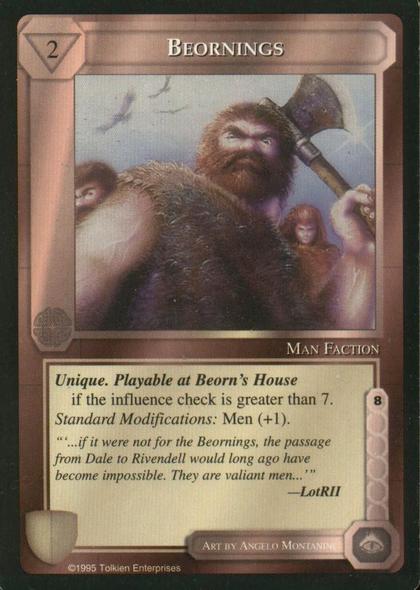 2
BEORNINGS
MAN FACTION
Unique. Playable at Beorn's House
if the influence check is greater than 7.
Standard Modifications: Men (+1).
"'...if it were not for the Beornings, the passage
from Dale to Rivendell would long ago have
become impossible. They are valiant men...'"
—LotRII
8
ART BY ANGELO MONTANINI
©1995 Tolkien Enterprises